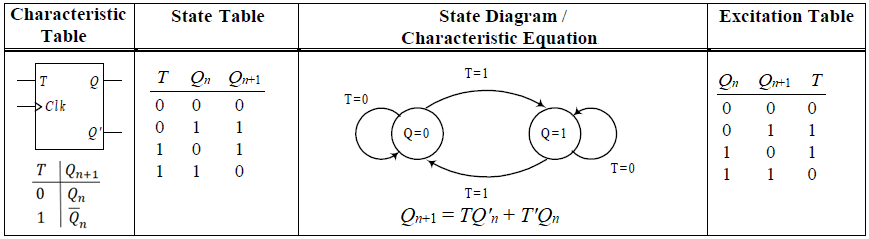 Characteristic Table
State Table
State Diagram / Characteristic Equation
Excitation Table
T Q
Clk
Q'
T Qn+1
0 Qn
1 Q̅n
T Qn Qn+1
0 0 0
0 1 1
1 0 1
1 1 0
T=1
T=0
Q=0
Q=1
T=0
T=1
Qn+1 = TQ'n + T'Qn
Qn Qn+1 T
0 0 0
0 1 1
1 0 1
1 1 0